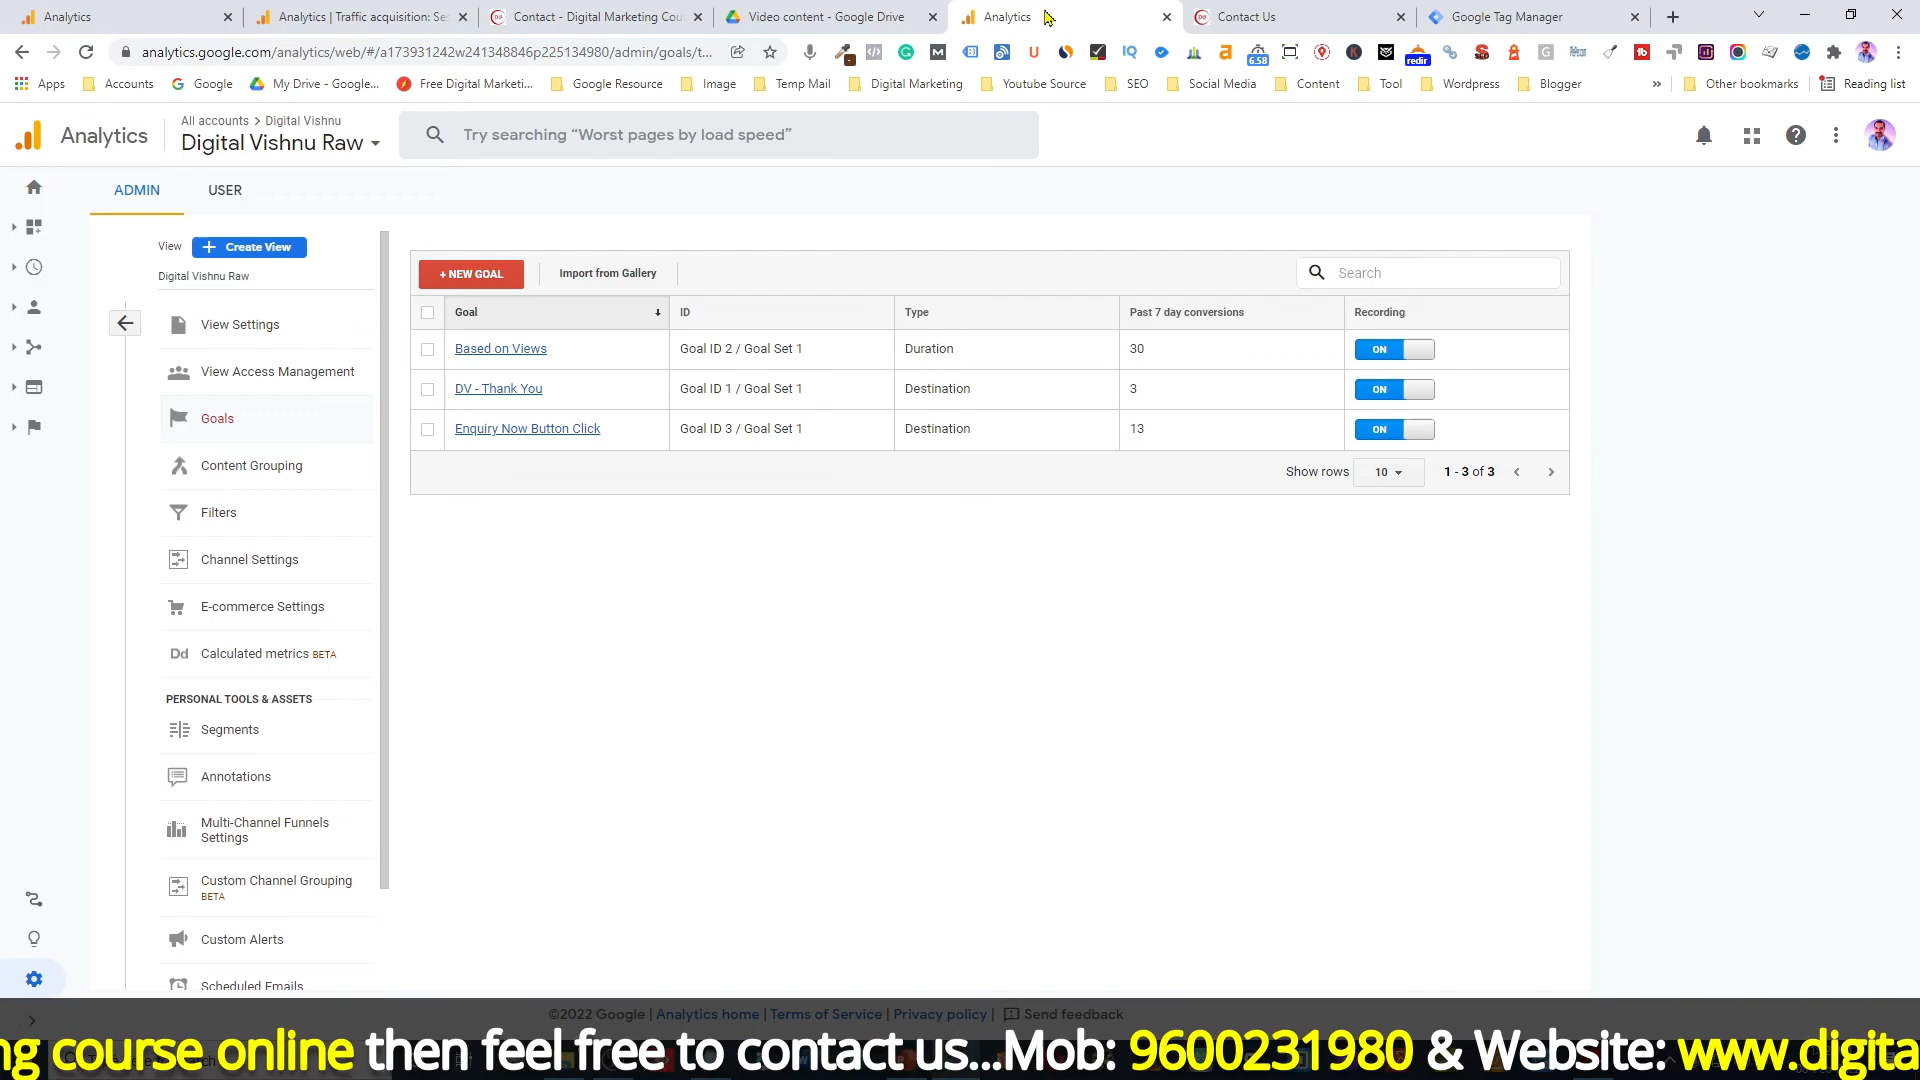 Analytics
Analytics | Traffic acquisition: Ses
Contact - Digital Marketing Cou
Video content - Google Drive
Analytics
Contact Us
Google Tag Manager
analytics.google.com/analytics/web/#/a173931242w241348846p225134980/admin/goals/t...
6.58
redir
Apps
Accounts
Google
My Drive - Google...
Free Digital Marketi...
Google Resource
Image
Temp Mail
Digital Marketing
Youtube Source
SEO
Social Media
Content
Tool
Wordpress
Blogger
Other bookmarks
Reading list
Analytics
All accounts > Digital Vishnu
Digital Vishnu Raw
Try searching “Worst pages by load speed”
ADMIN
USER
View
+ Create View
Digital Vishnu Raw
View Settings
View Access Management
Goals
Content Grouping
Filters
Channel Settings
E-commerce Settings
Dd Calculated metrics BETA
PERSONAL TOOLS & ASSETS
Segments
Annotations
Multi-Channel Funnels
Settings
Custom Channel Grouping
BETA
Custom Alerts
Scheduled Emails
+ NEW GOAL
Import from Gallery
Search
Goal ID Type Past 7 day conversions Recording
Based on Views Goal ID 2 / Goal Set 1 Duration 30 ON
DV - Thank You Goal ID 1 / Goal Set 1 Destination 3 ON
Enquiry Now Button Click Goal ID 3 / Goal Set 1 Destination 13 ON
Show rows 10 1 - 3 of 3
©2022 Google | Analytics home | Terms of Service | Privacy policy | Send feedback
ng course online then feel free to contact us...Mob: 9600231980 & Website: www.digita